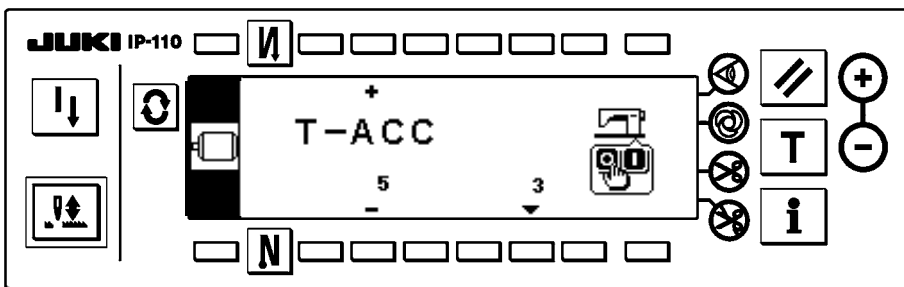 JUKI IP-110
+
T-ACC
5 3
−
T
i
+
−